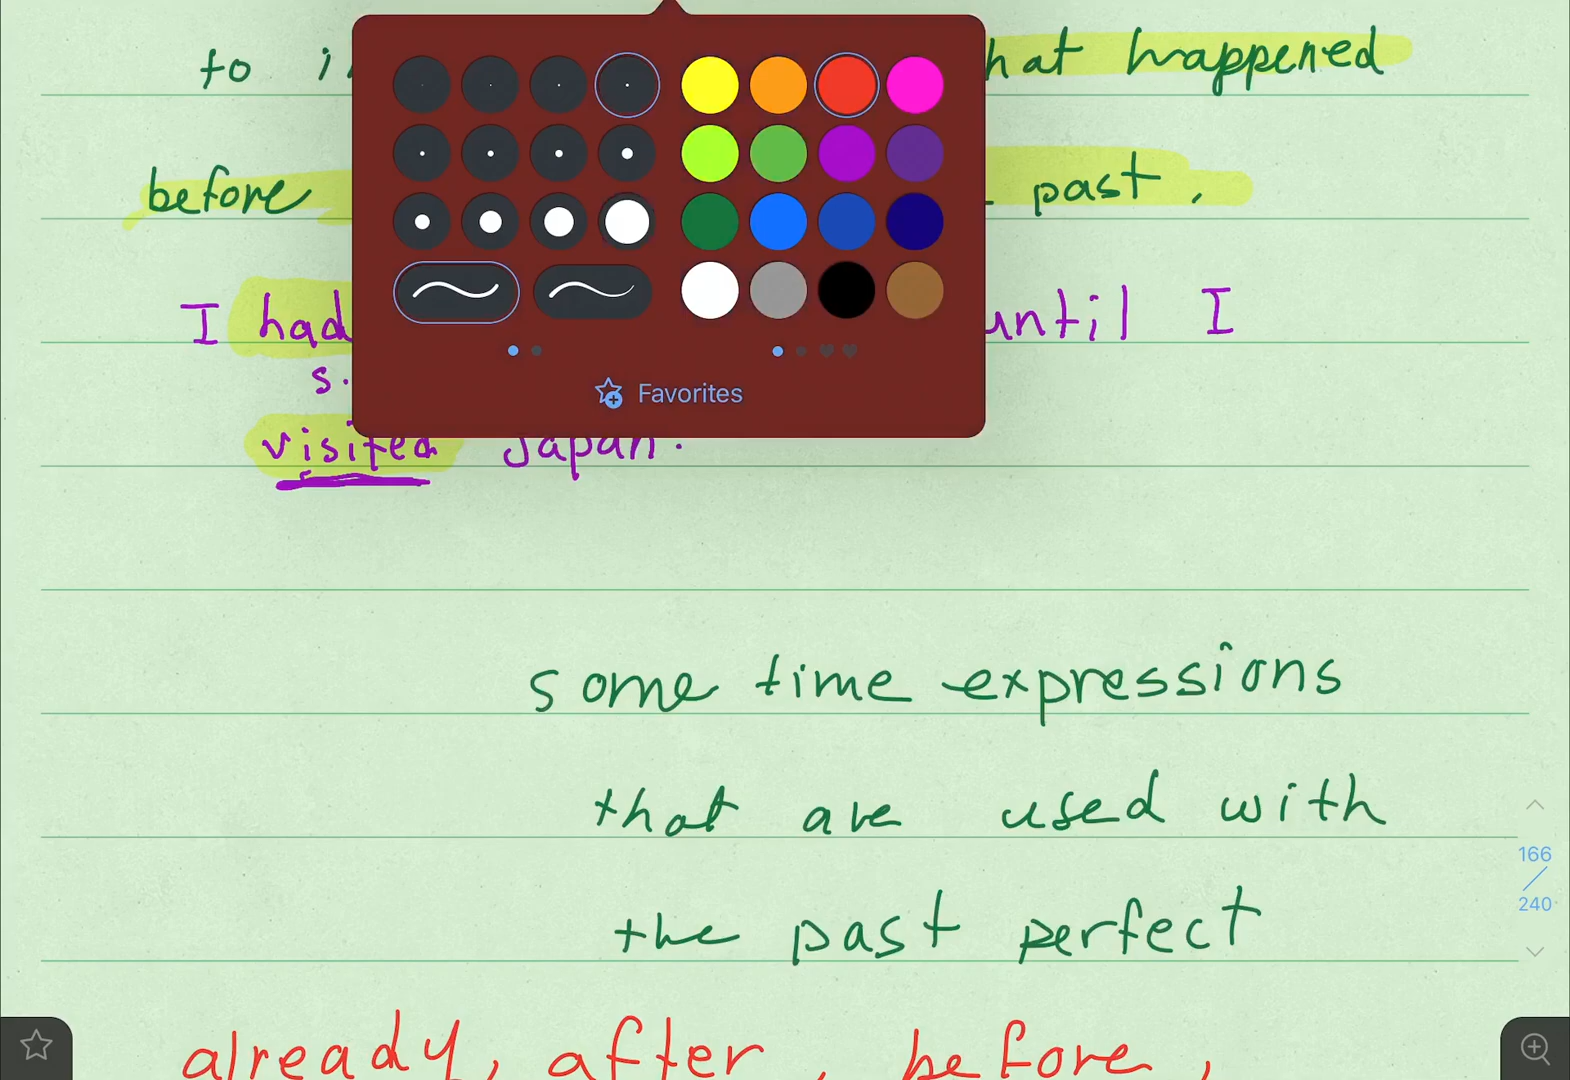 to hat happened
before past.
I had until I
s.
visited Japan.
Favorites
some time expressions
that are used with
the past perfect
166
240
already, after, before,